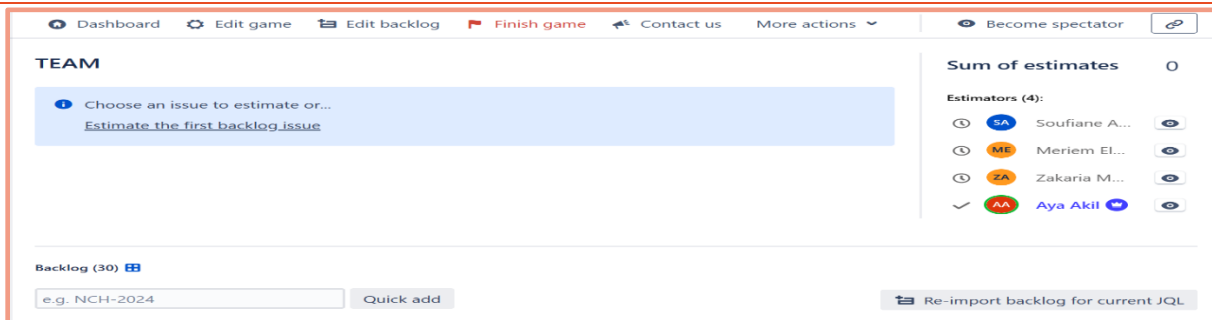 Dashboard Edit game Edit backlog Finish game Contact us More actions Become spectator
TEAM
Choose an issue to estimate or...
Estimate the first backlog issue
Sum of estimates 0
Estimators (4):
SA Soufiane A...
ME Meriem El...
ZA Zakaria M...
AA Aya Akil
Backlog (30)
e.g. NCH-2024 Quick add Re-import backlog for current JQL